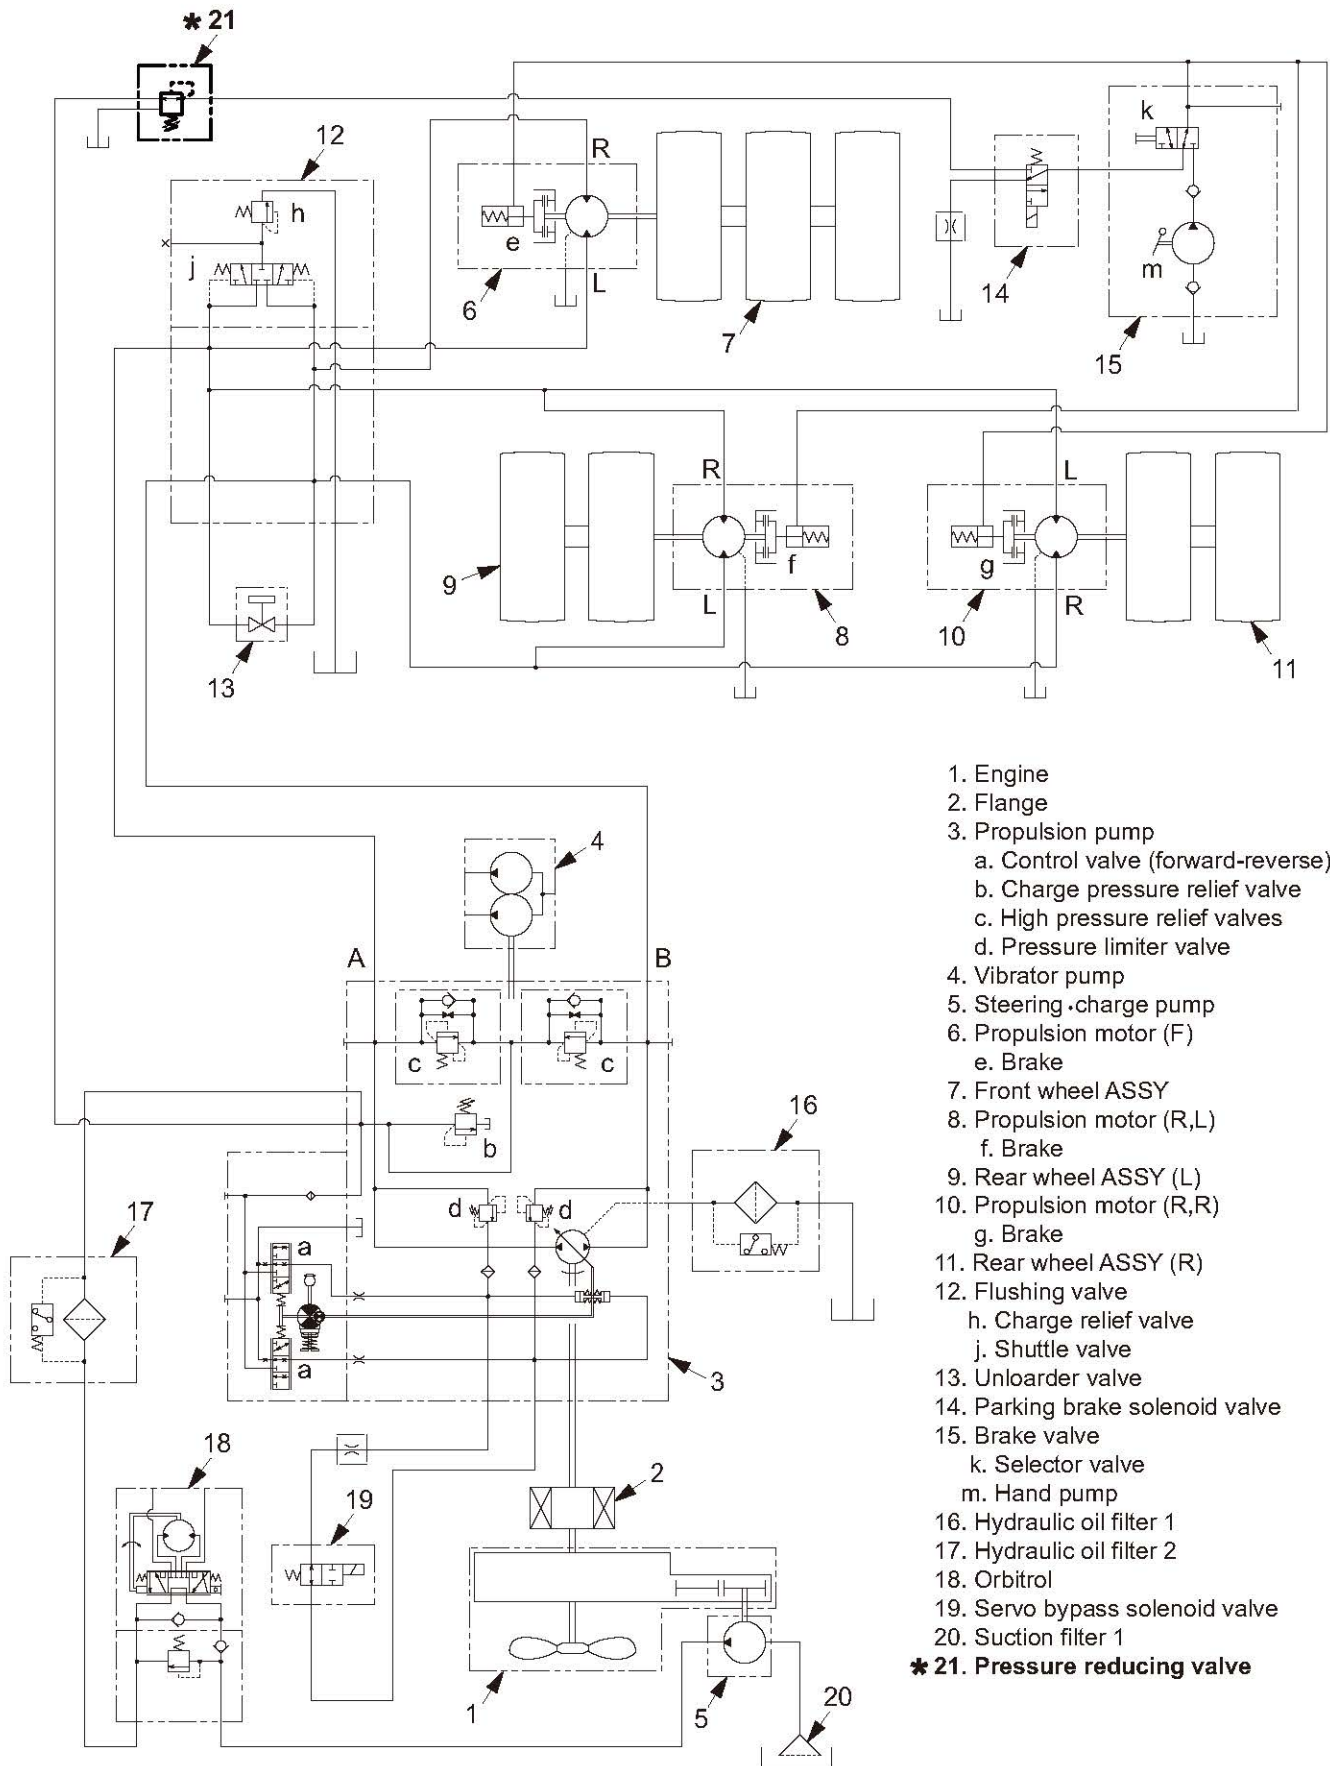 * 21
12
R
k
h
j
e
m
L
6
14
7
15
R
L
f
g
9
L
R
8
10
13
11
4
A
B
c
c
16
b
17
d
d
a
a
3
18
2
19
1
5
20
1. Engine
2. Flange
3. Propulsion pump
a. Control valve (forward-reverse)
b. Charge pressure relief valve
c. High pressure relief valves
d. Pressure limiter valve
4. Vibrator pump
5. Steering·charge pump
6. Propulsion motor (F)
e. Brake
7. Front wheel ASSY
8. Propulsion motor (R,L)
f. Brake
9. Rear wheel ASSY (L)
10. Propulsion motor (R,R)
g. Brake
11. Rear wheel ASSY (R)
12. Flushing valve
h. Charge relief valve
j. Shuttle valve
13. Unloarder valve
14. Parking brake solenoid valve
15. Brake valve
k. Selector valve
m. Hand pump
16. Hydraulic oil filter 1
17. Hydraulic oil filter 2
18. Orbitrol
19. Servo bypass solenoid valve
20. Suction filter 1
* 21. Pressure reducing valve